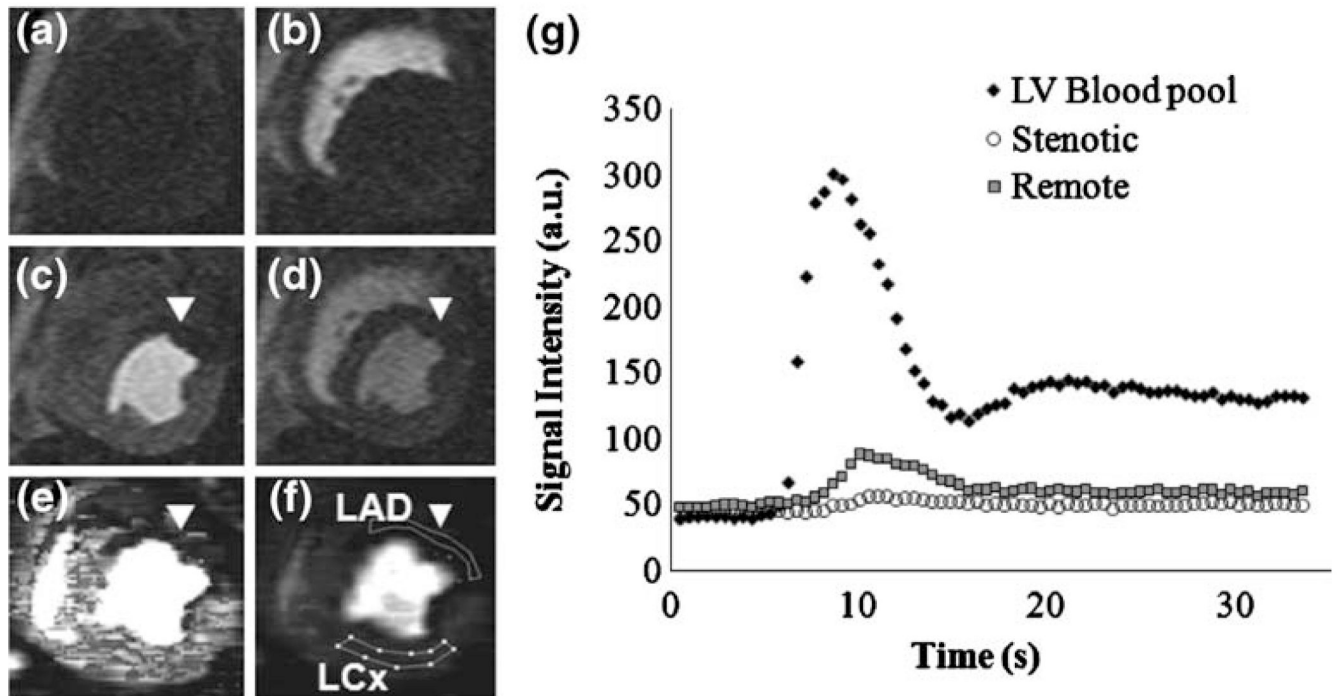 (a)
(b)
(c)
(d)
(e)
(f)
LAD
LCx
(g)
LV Blood pool
Stenotic
Remote
Signal Intensity (a.u.)
350
300
250
200
150
100
50
0
0
10
20
30
Time (s)